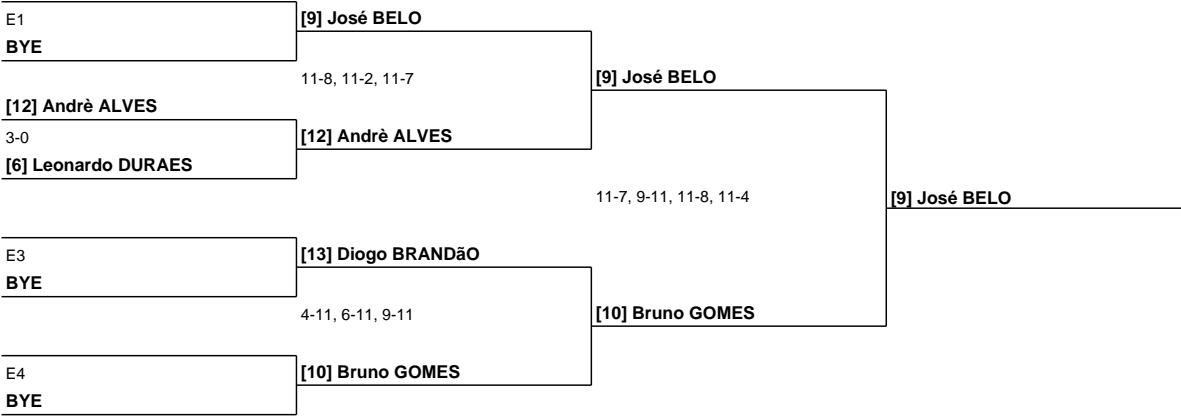 E1
BYE
[9] José BELO
11-8, 11-2, 11-7
[9] José BELO
[12] Andrè ALVES
3-0
[6] Leonardo DURAES
[12] Andrè ALVES
11-7, 9-11, 11-8, 11-4
[9] José BELO
E3
BYE
[13] Diogo BRANDãO
4-11, 6-11, 9-11
[10] Bruno GOMES
E4
BYE
[10] Bruno GOMES